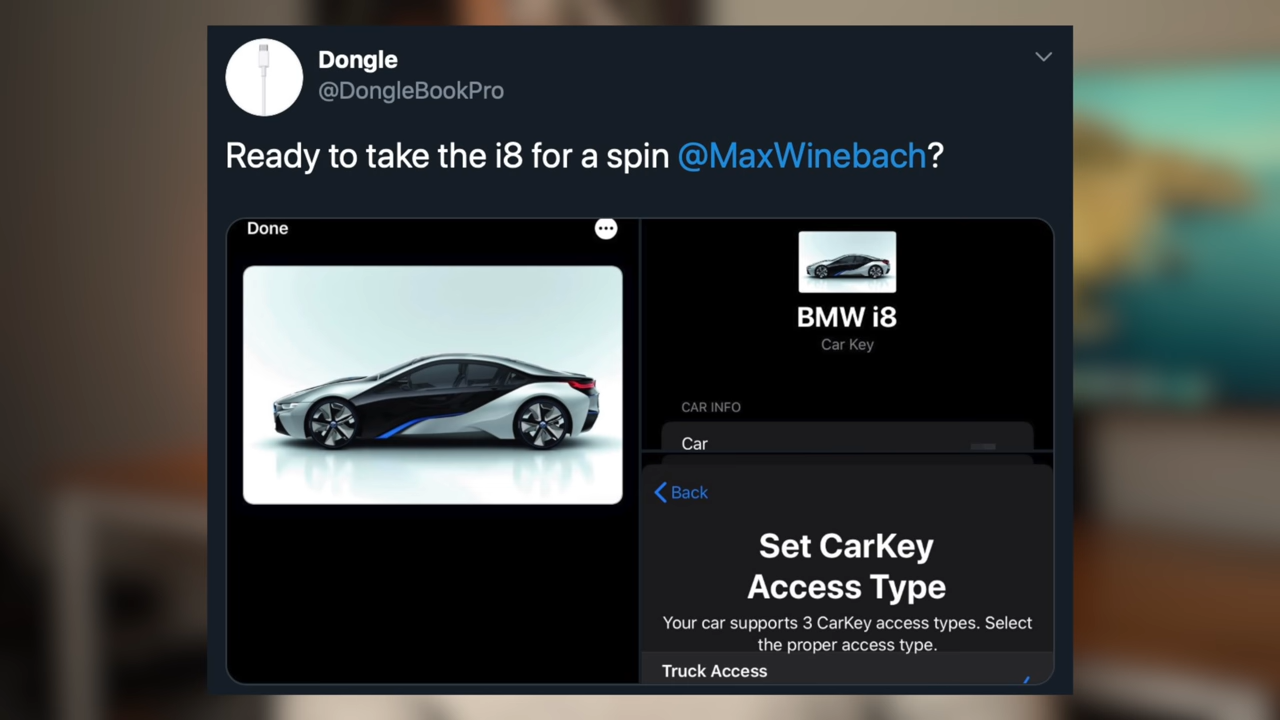 Dongle
@DongleBookPro
Ready to take the i8 for a spin @MaxWinebach?
Done
BMW i8
Car Key
CAR INFO
Car
Back
Set CarKey
Access Type
Your car supports 3 CarKey access types. Select
the proper access type.
Truck Access